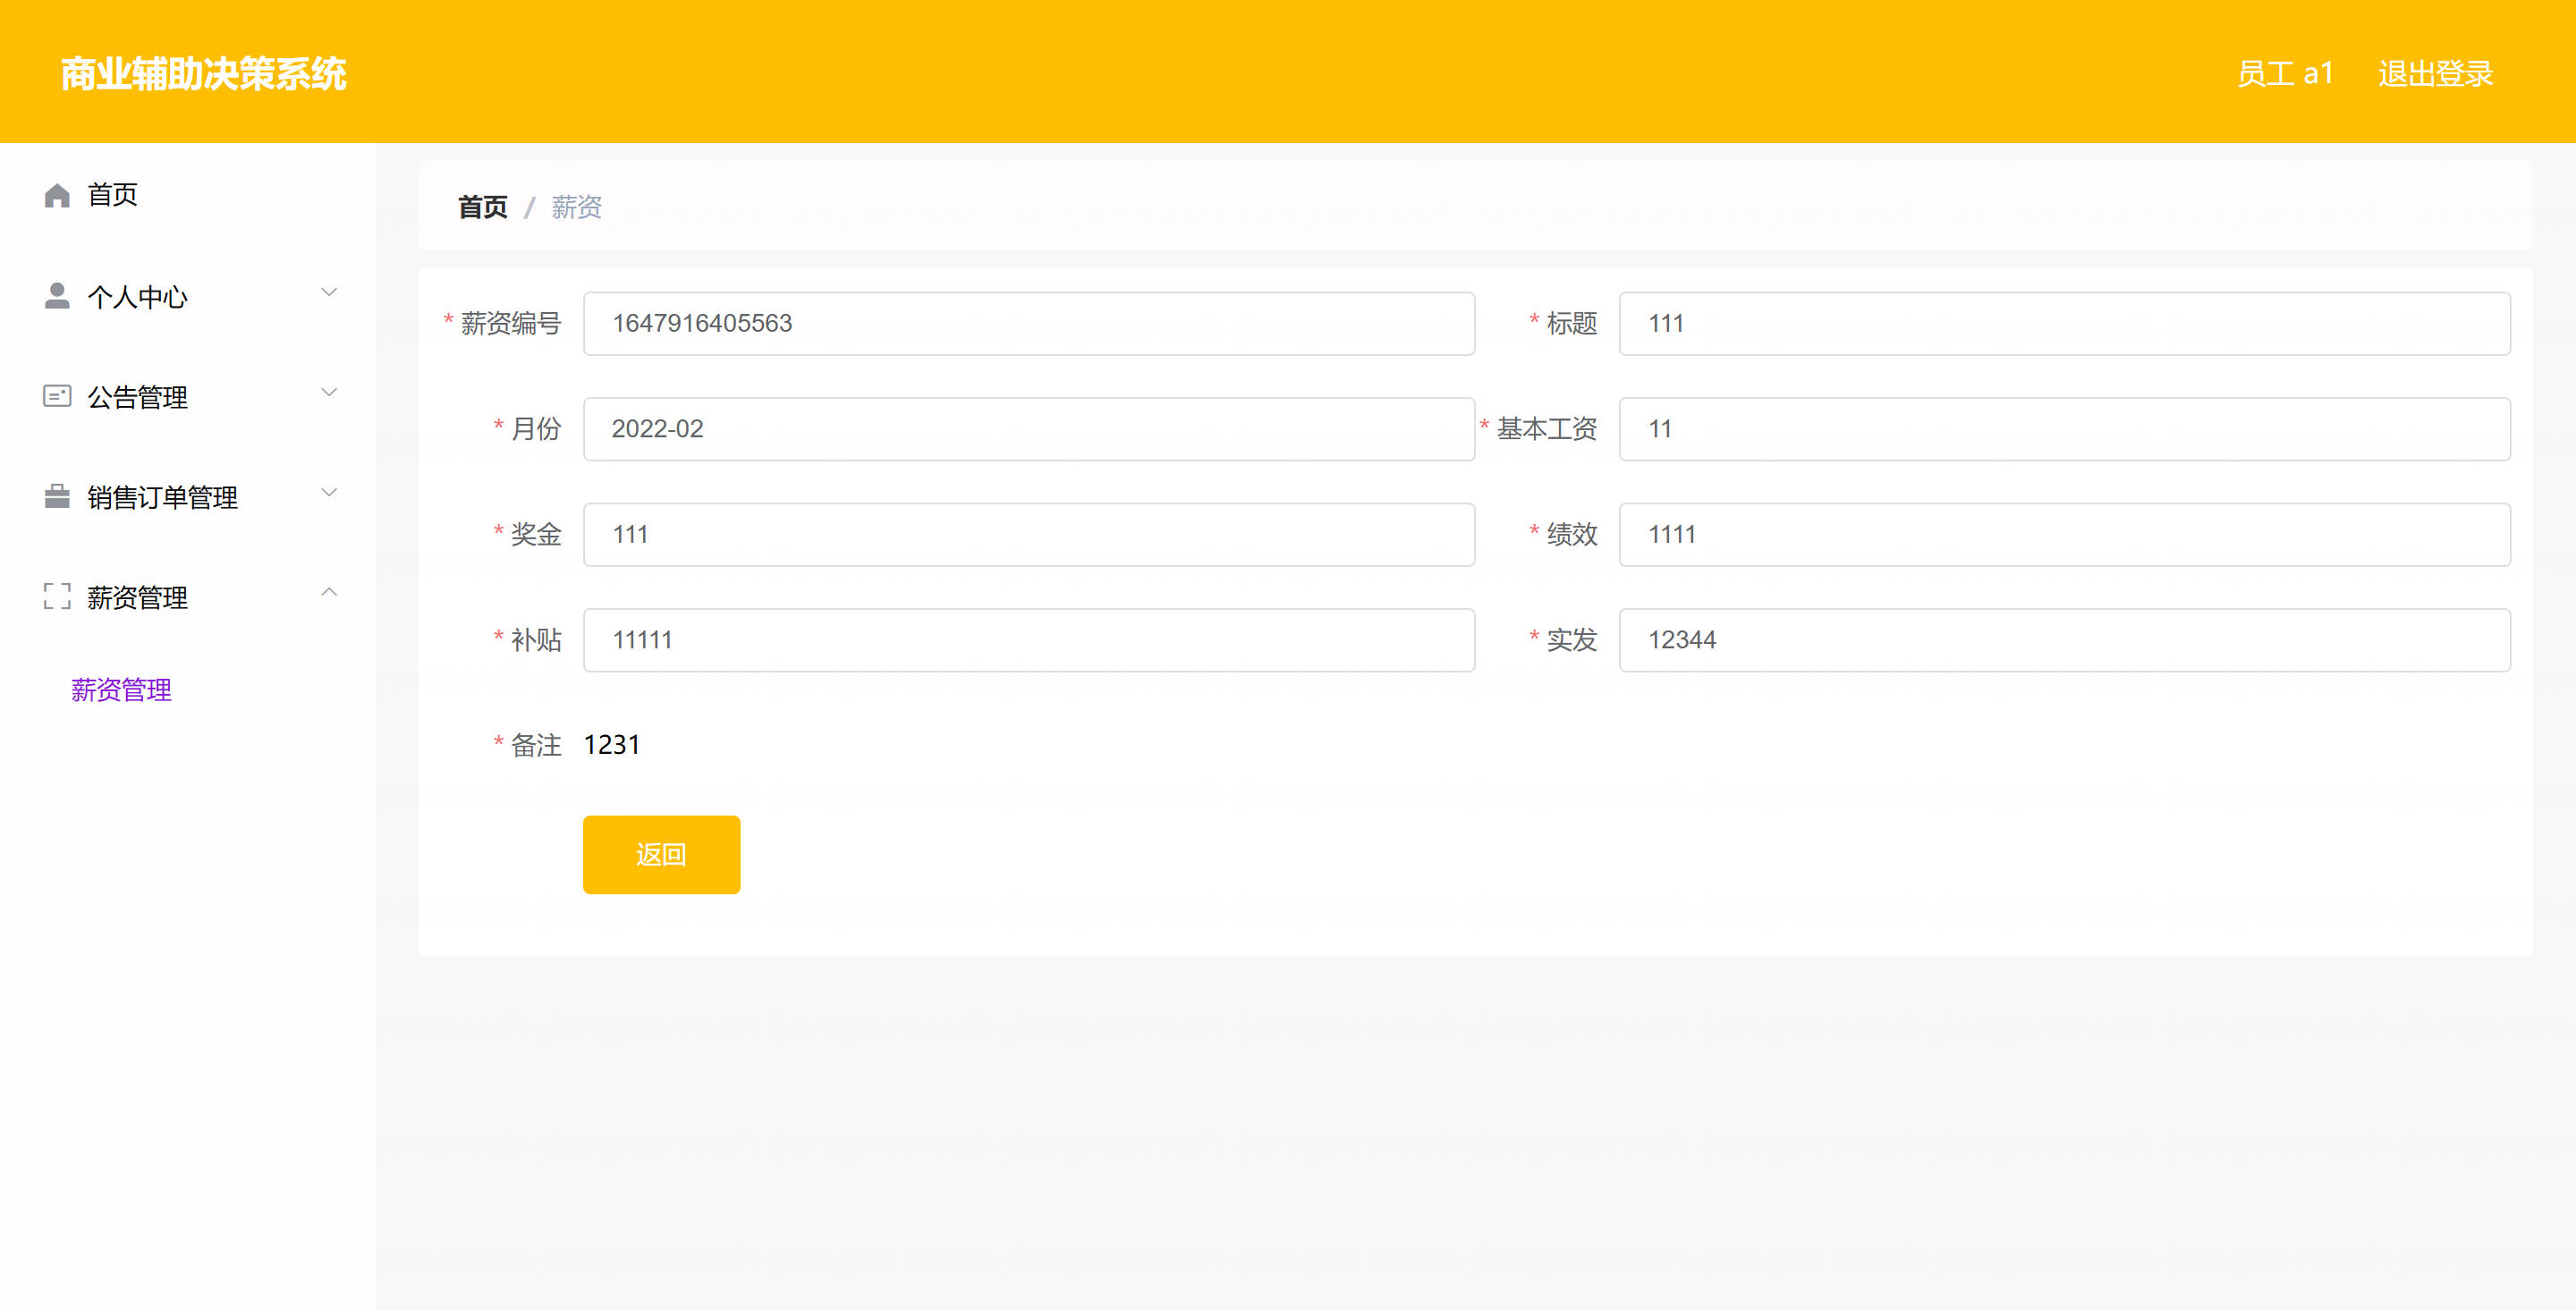 商业辅助决策系统
员工 a1 退出登录
首页
个人中心
公告管理
销售订单管理
薪资管理
薪资管理
首页 / 薪资
* 薪资编号 1647916405563 * 标题 111
* 月份 2022-02 * 基本工资 11
* 奖金 111 * 绩效 1111
* 补贴 11111 * 实发 12344
* 备注 1231
返回